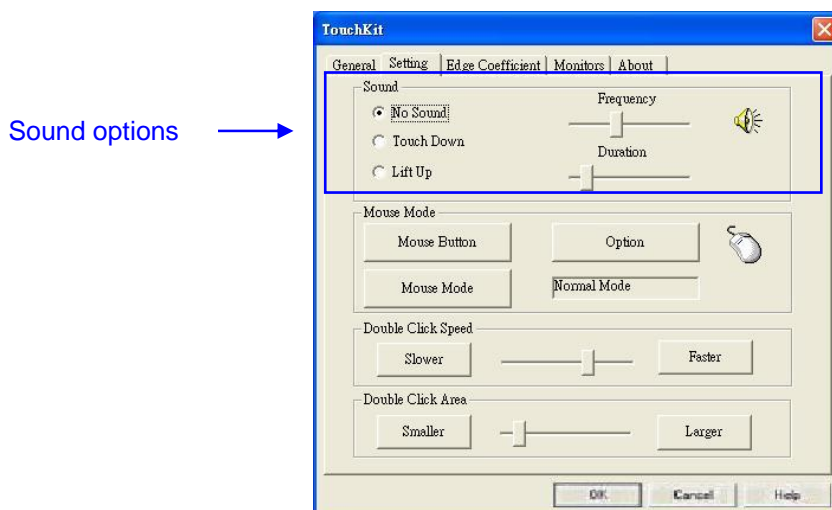 TouchKit
General Setting Edge Coefficient Monitors About
Sound options
Sound
No Sound
Touch Down
Lift Up
Frequency
Duration
Mouse Mode
Mouse Button
Option
Mouse Mode
Normal Mode
Double Click Speed
Slower
Faster
Double Click Area
Smaller
Larger
OK Cancel Help